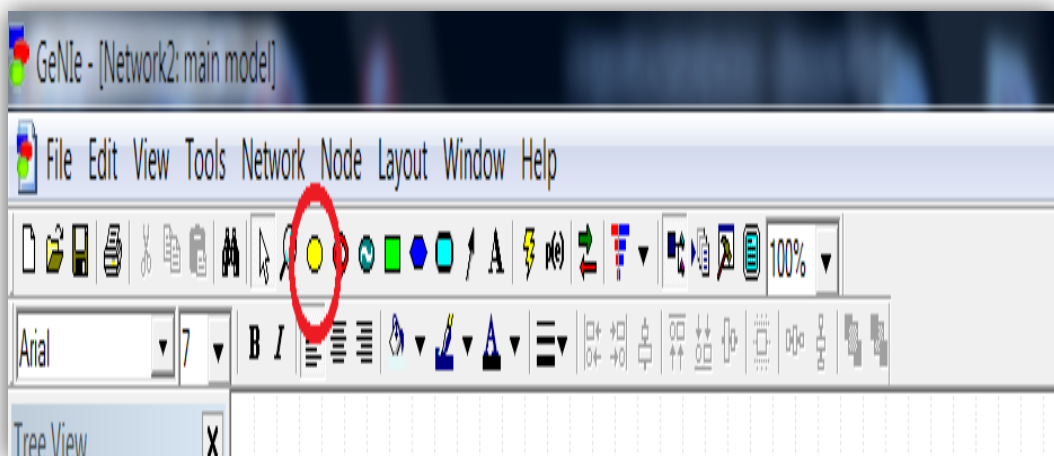 GeNIe - [Network2: main model]
File Edit View Tools Network Node Layout Window Help
A p(e) 100%
Arial 7 B I A
Tree View X